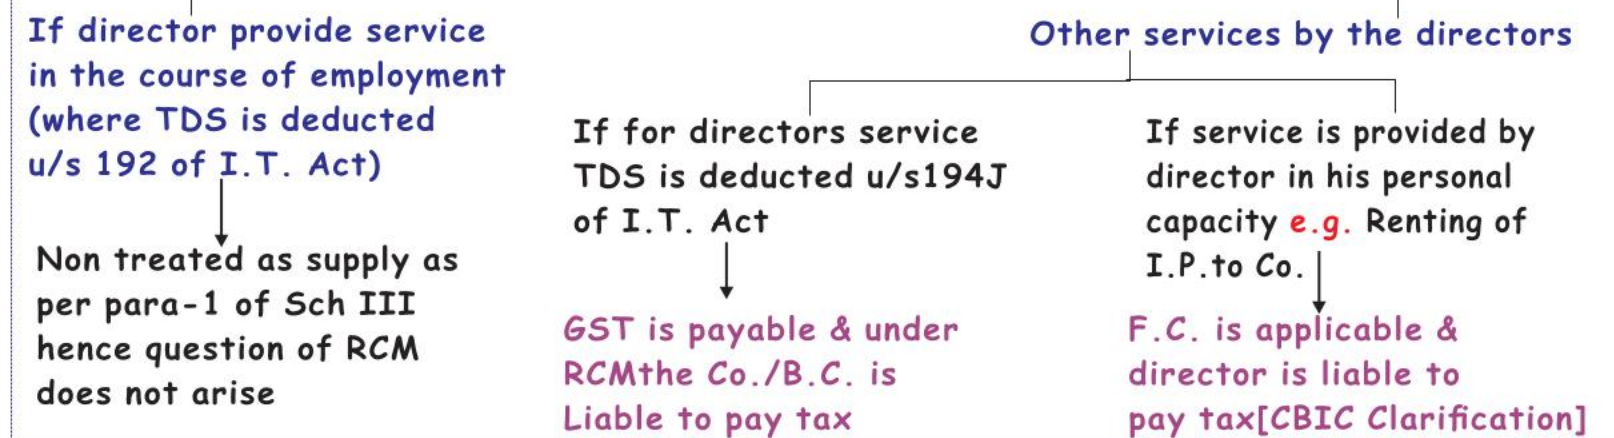 If director provide service
in the course of employment
(where TDS is deducted
u/s 192 of I.T. Act)
Non treated as supply as
per para-1 of Sch III
hence question of RCM
does not arise
Other services by the directors
If for directors service
TDS is deducted u/s194J
of I.T. Act
GST is payable & under
RCMthe Co./B.C. is
Liable to pay tax
If service is provided by
director in his personal
capacity e.g. Renting of
I.P.to Co.
F.C. is applicable &
director is liable to
pay tax[CBIC Clarification]